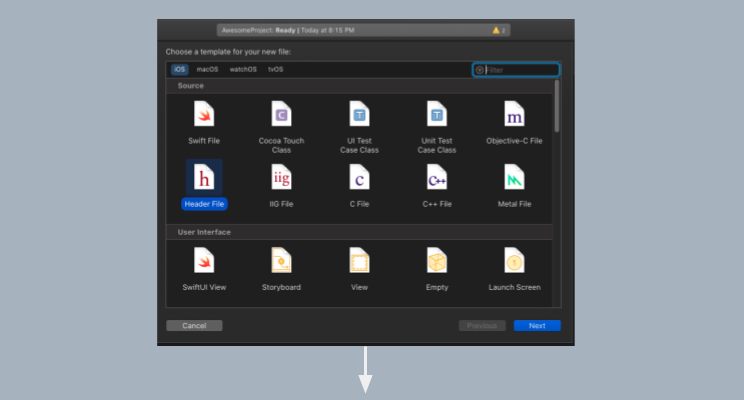 AwesomeProject: Ready | Today at 8:15 PM 2
Choose a template for your new file:
iOS macOS watchOS tvOS Filter
Source
Swift File Cocoa Touch Class UI Test Case Class Unit Test Case Class Objective-C File
h iig c c++ m
Header File IIG File C File C++ File Metal File
User Interface
SwiftUI View Storyboard View Empty Launch Screen
Cancel Previous Next